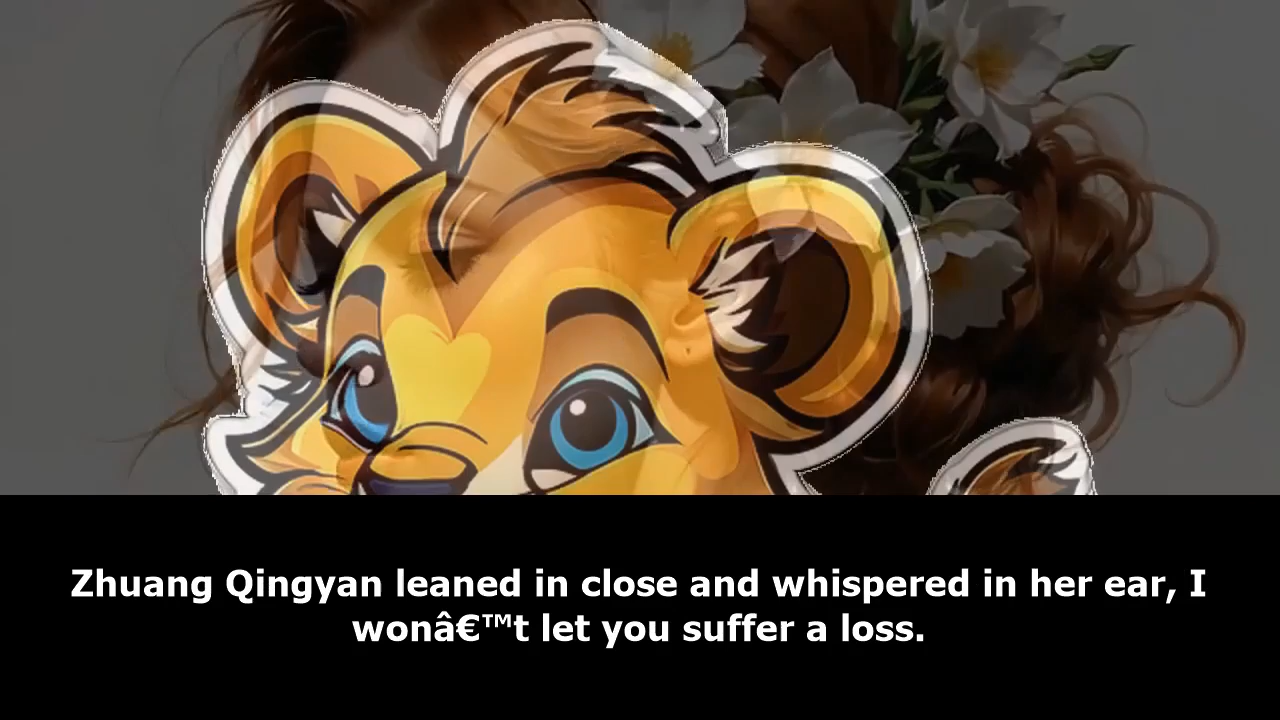 Zhuang Qingyan leaned in close and whispered in her ear, I
wonâ€™t let you suffer a loss.